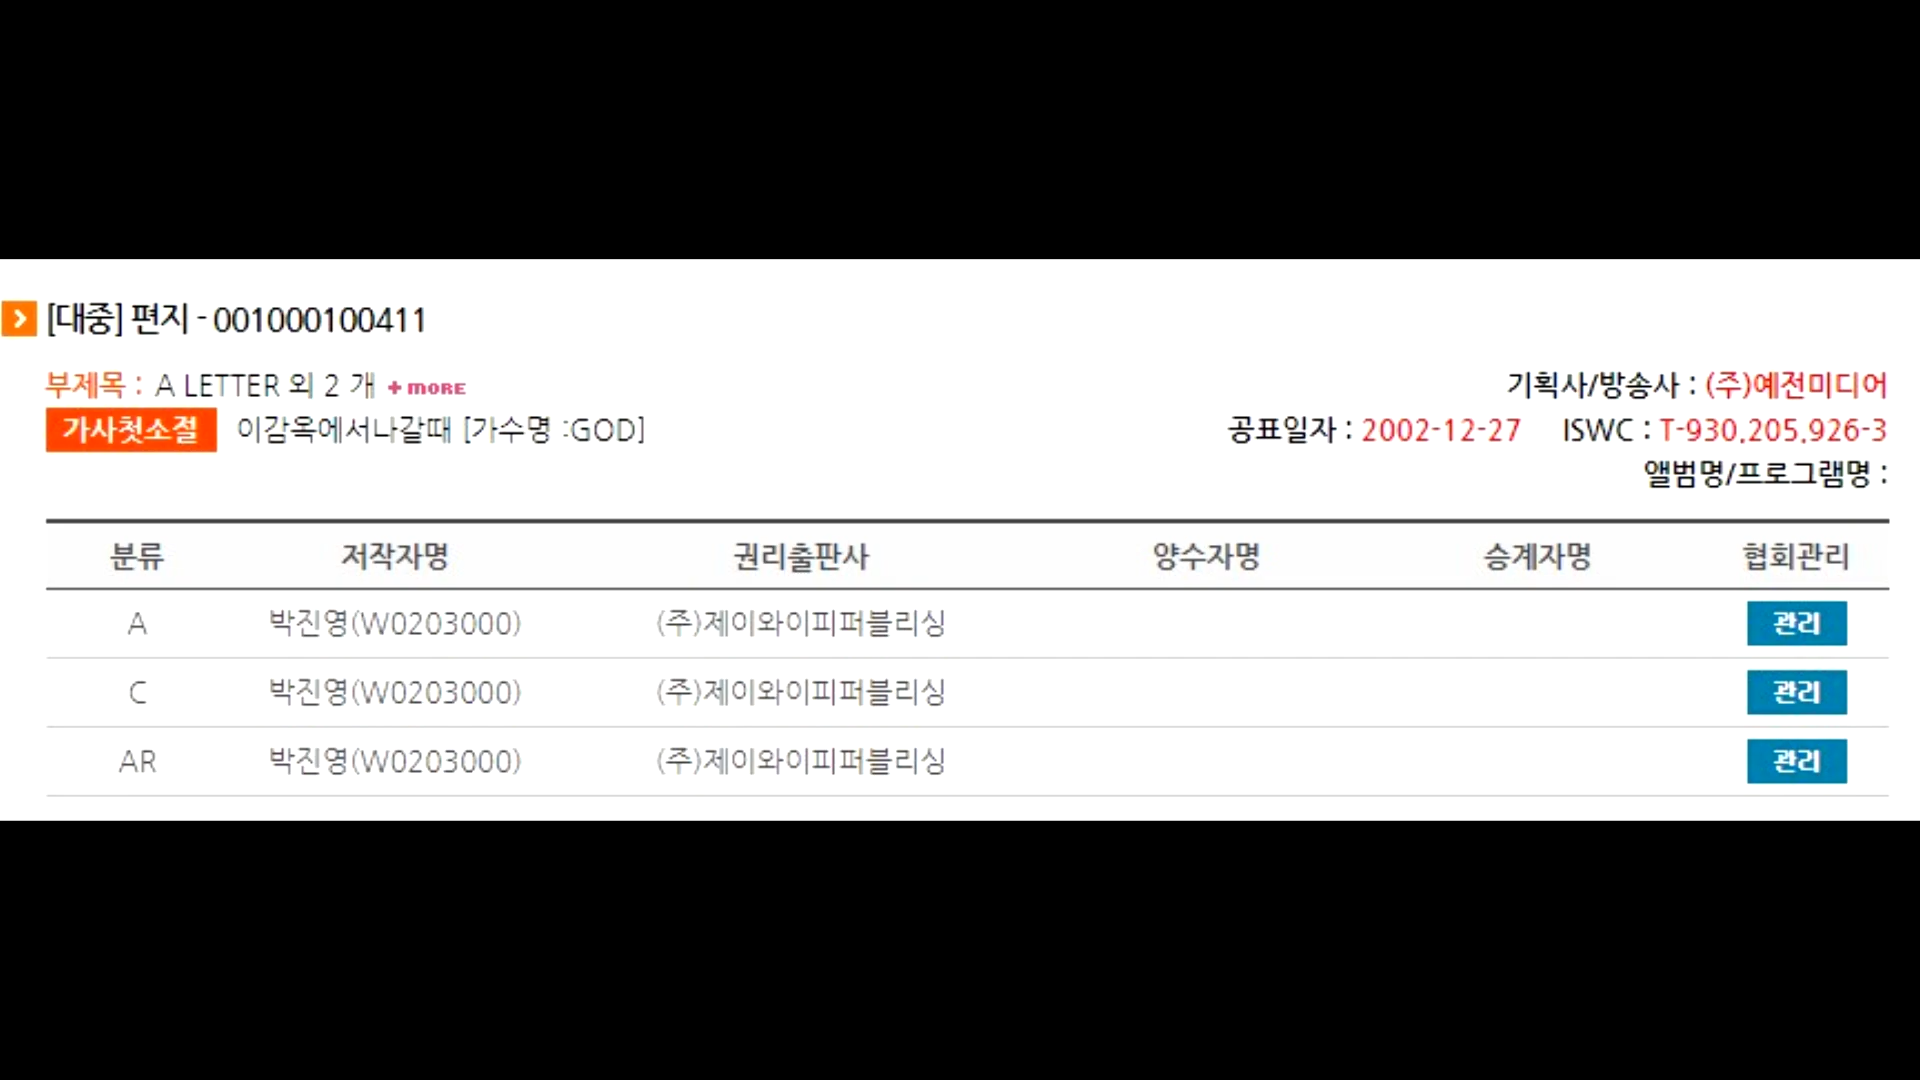 [대중] 편지 - 001000100411
부제목 : A LETTER 외 2 개 + MORE
기획사/방송사 : (주)예전미디어
가사첫소절 이감옥에서나갈때 [가수명 :GOD]
공표일자 : 2002-12-27 ISWC : T-930,205,926-3
앨범명/프로그램명 :
분류 저작자명 권리출판사 양수자명 승계자명 협회관리
A 박진영(W0203000) (주)제이와이피퍼블리싱 관리
C 박진영(W0203000) (주)제이와이피퍼블리싱 관리
AR 박진영(W0203000) (주)제이와이피퍼블리싱 관리